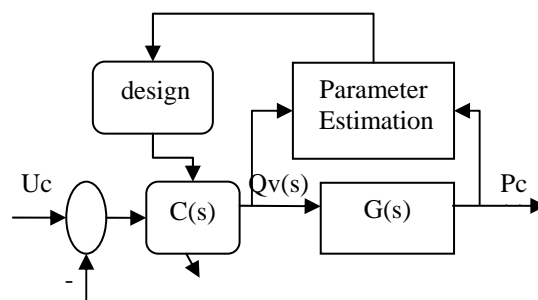 design
Parameter
Estimation
Uc
C(s)
Qv(s)
G(s)
Pc
-